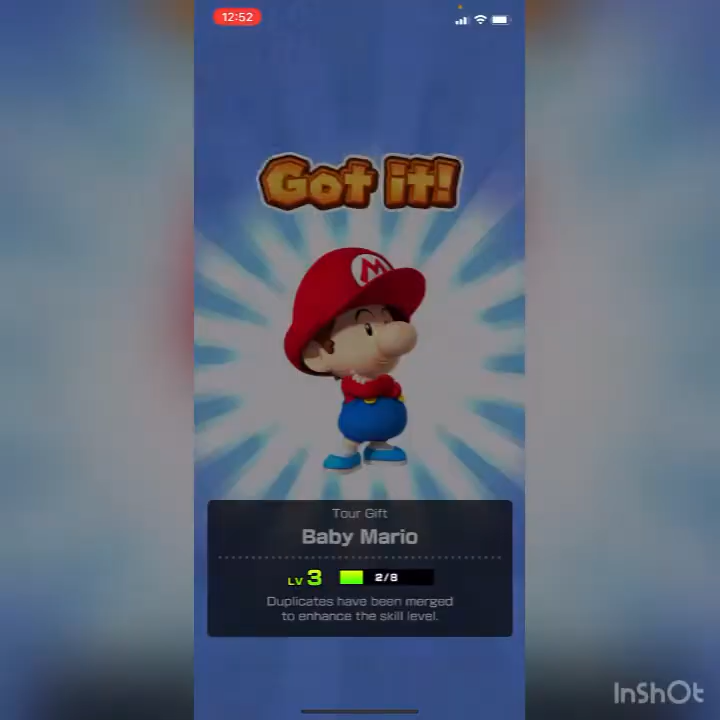 12:52
Got it!
M
Tour Gift
Baby Mario
LV 3 2/8
Duplicates have been merged
to enhance the skill level.
InShOt